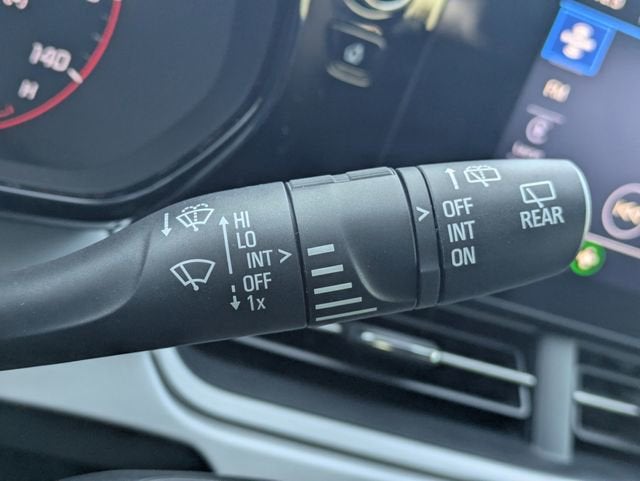 140
H
HI
LO
INT
OFF
1x
OFF
INT
ON
REAR